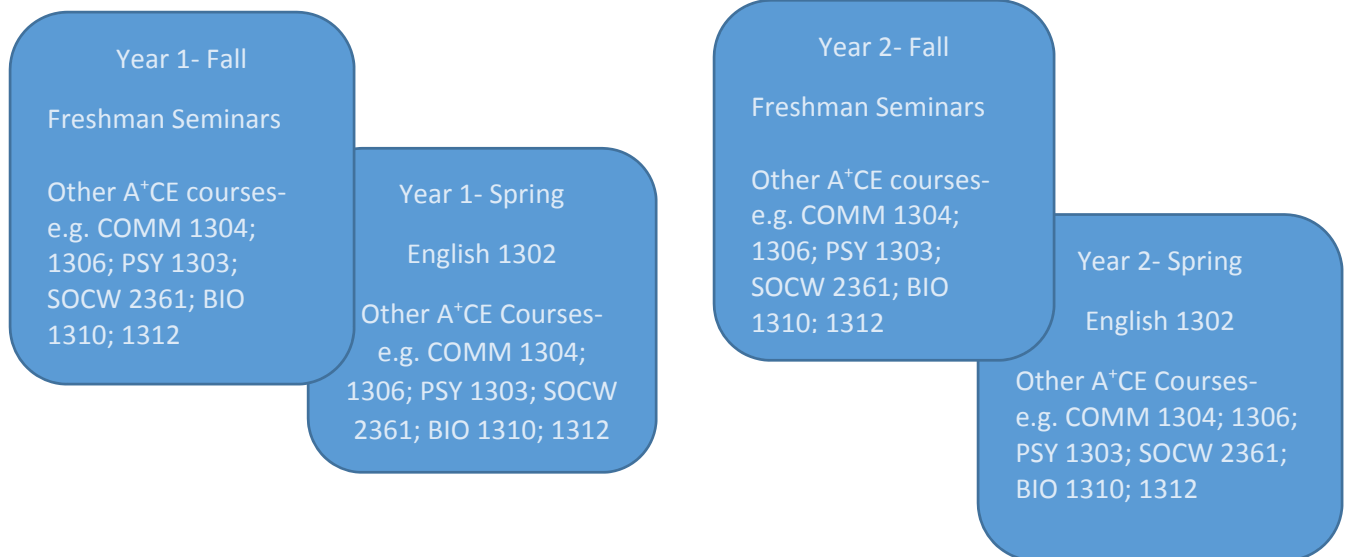 Year 1- Fall
Freshman Seminars
Other A⁺CE courses-
e.g. COMM 1304;
1306; PSY 1303;
SOCW 2361; BIO
1310; 1312
Year 1- Spring
English 1302
Other A⁺CE Courses-
e.g. COMM 1304;
1306; PSY 1303; SOCW
2361; BIO 1310; 1312
Year 2- Fall
Freshman Seminars
Other A⁺CE courses-
e.g. COMM 1304;
1306; PSY 1303;
SOCW 2361; BIO
1310; 1312
Year 2- Spring
English 1302
Other A⁺CE Courses-
e.g. COMM 1304; 1306;
PSY 1303; SOCW 2361;
BIO 1310; 1312